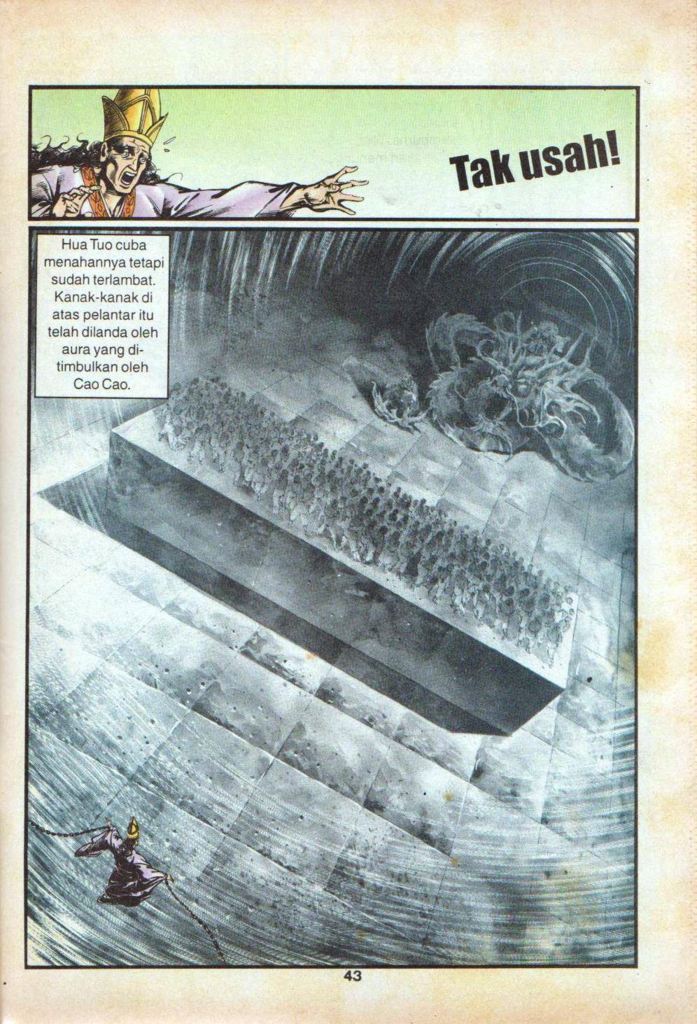 Tak usah!
Hua Tuo cuba
menahannya tetapi
sudah terlambat.
Kanak-kanak di
atas pelantar itu
telah dilanda oleh
aura yang di-
timbulkan oleh
Cao Cao.
43